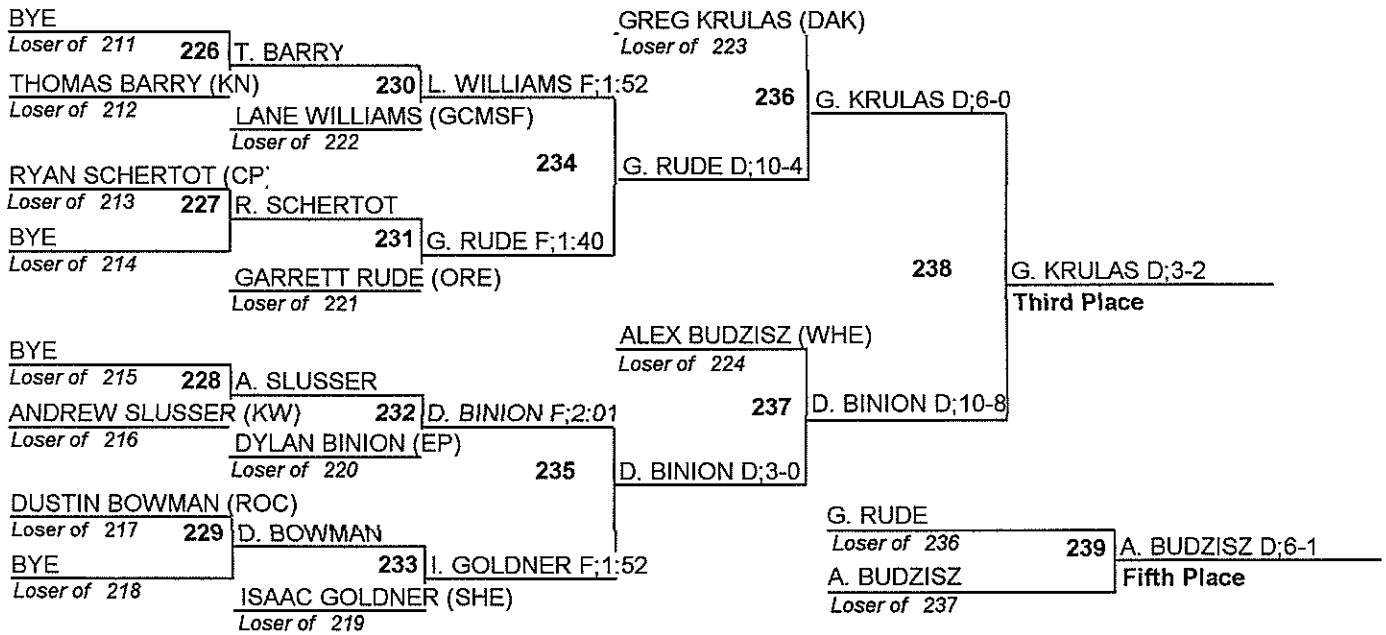 BYE
Loser of 211
226 T. BARRY
THOMAS BARRY (KN)
Loser of 212
230 L. WILLIAMS F;1:52
LANE WILLIAMS (GCMSF)
Loser of 222
RYAN SCHERTOT (CP)
Loser of 213
227 R. SCHERTOT
BYE
Loser of 214
231 G. RUDE F;1:40
GARRETT RUDE (ORE)
Loser of 221
234 G. RUDE D;10-4
GREG KRULAS (DAK)
Loser of 223
236 G. KRULAS D;6-0
BYE
Loser of 215
228 A. SLUSSER
ANDREW SLUSSER (KW)
Loser of 216
232 D. BINION F;2:01
DYLAN BINION (EP)
Loser of 220
DUSTIN BOWMAN (ROC)
Loser of 217
229 D. BOWMAN
BYE
Loser of 218
233 I. GOLDNER F;1:52
ISAAC GOLDNER (SHE)
Loser of 219
235 D. BINION D;3-0
ALEX BUDZISZ (WHE)
Loser of 224
237 D. BINION D;10-8
238 G. KRULAS D;3-2
Third Place
G. RUDE
Loser of 236
239 A. BUDZISZ D;6-1
A. BUDZISZ
Loser of 237
Fifth Place